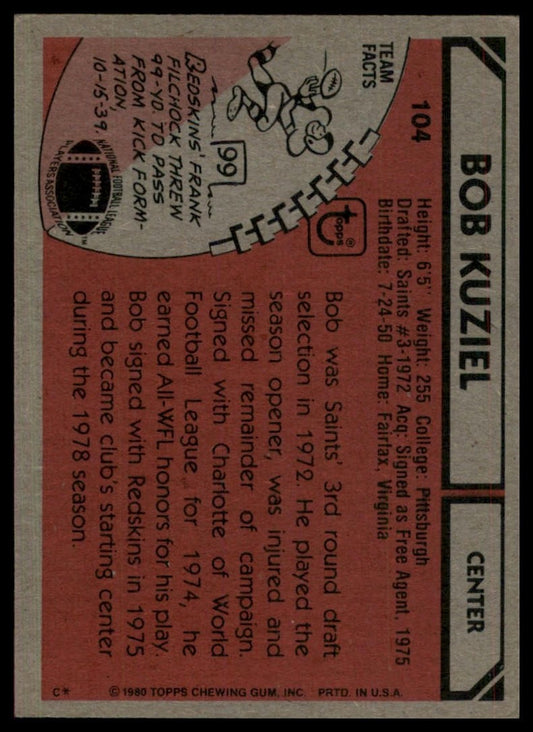 104
BOB KUZIEL
CENTER
Height: 6'5" Weight: 255 College: Pittsburgh
Drafted: Saints #3-1972 Acq: Signed as Free Agent, 1975
Birthdate: 7-24-50 Home: Fairfax, Virginia
TEAM
FACTS
99
REDSKINS' FRANK
FILCHOCK THREW
99-YD. TD PASS
FROM KICK FORM-
ATION,
10-15-39.
NATIONAL FOOTBALL LEAGUE
PLAYERS ASSOCIATION
TM
Topps®
Bob was Saints' 3rd round draft
selection in 1972. He played the
season opener, was injured and
missed remainder of campaign.
Signed with Charlotte of World
Football League for 1974, he
earned All-WFL honors for his play.
Bob signed with Redskins in 1975
and became club's starting center
during the 1978 season.
C*
© 1980 TOPPS CHEWING GUM, INC. PRTD. IN U.S.A.